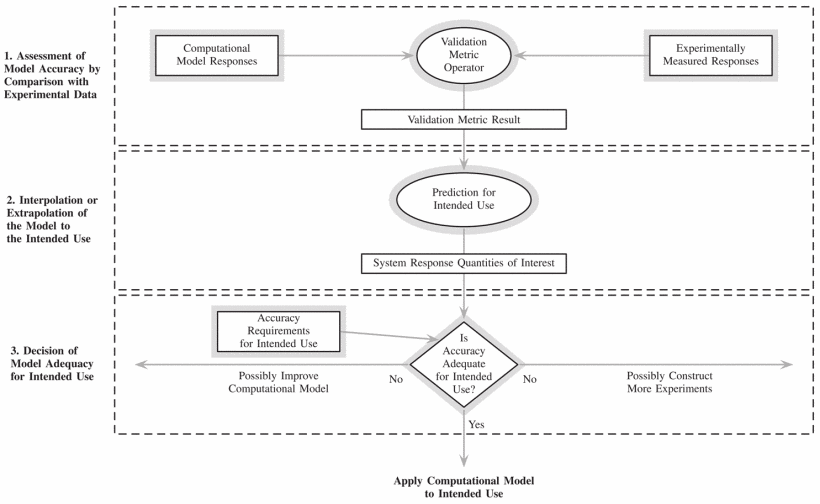 1. Assessment of
Model Accuracy by
Comparison with
Experimental Data
Computational
Model Responses
Validation
Metric
Operator
Experimentally
Measured Responses
Validation Metric Result
2. Interpolation or
Extrapolation of
the Model to
the Intended Use
Prediction for
Intended Use
System Response Quantities of Interest
3. Decision of
Model Adequacy
for Intended Use
Accuracy
Requirements
for Intended Use
Is
Accuracy
Adequate
for Intended
Use?
No
Possibly Improve
Computational Model
No
Possibly Construct
More Experiments
Yes
Apply Computational Model
to Intended Use